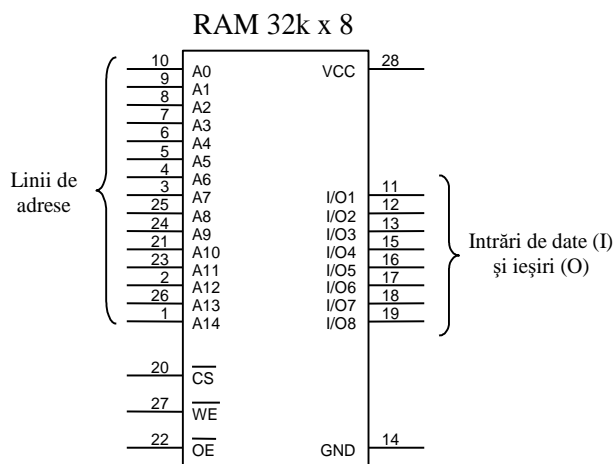 RAM 32k x 8
10 A0 VCC 28
9 A1
8 A2
7 A3
6 A4
5 A5
4 A6
3 A7 I/O1 11
25 A8 I/O2 12
24 A9 I/O3 13
21 A10 I/O4 15
23 A11 I/O5 16
2 A12 I/O6 17
26 A13 I/O7 18
1 A14 I/O8 19
Linii de
adrese
Intrări de date (I)
şi ieşiri (O)
20 CS
27 WE
22 OE GND 14